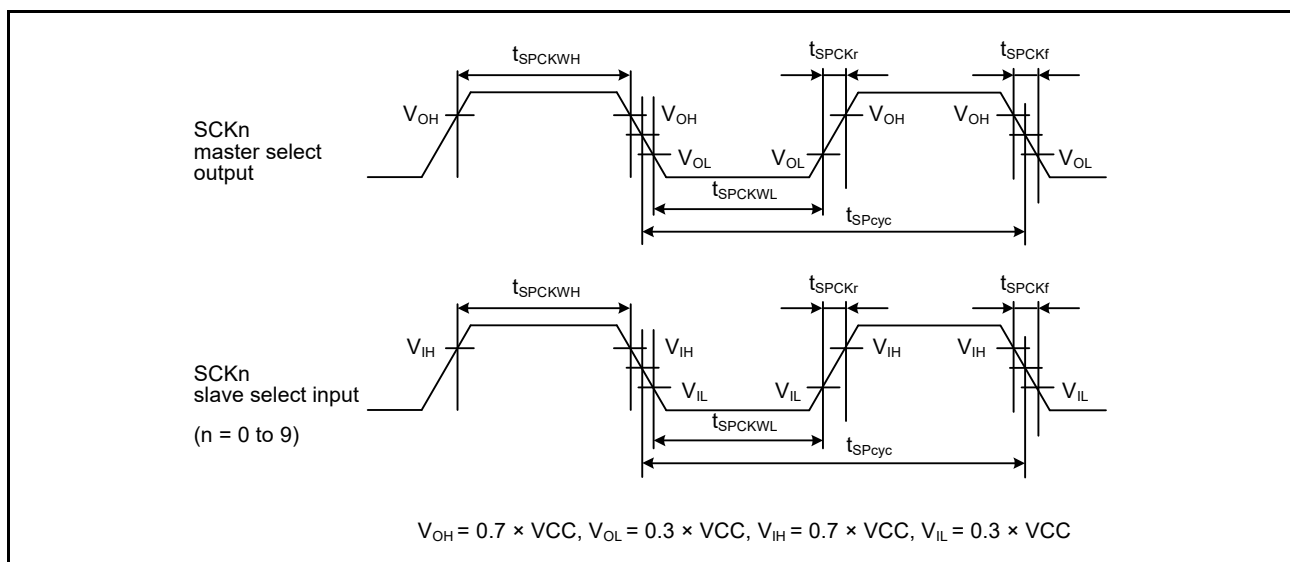 tSPCKWH
tSPCKr
tSPCKf
VOH
VOH
VOH
VOH
SCKn
master select
output
VOL
VOL
VOL
tSPCKWL
tSPcyc
tSPCKWH
tSPCKr
tSPCKf
VIH
VIH
VIH
VIH
SCKn
slave select input
(n = 0 to 9)
VIL
VIL
VIL
tSPCKWL
tSPcyc
VOH = 0.7 × VCC, VOL = 0.3 × VCC, VIH = 0.7 × VCC, VIL = 0.3 × VCC